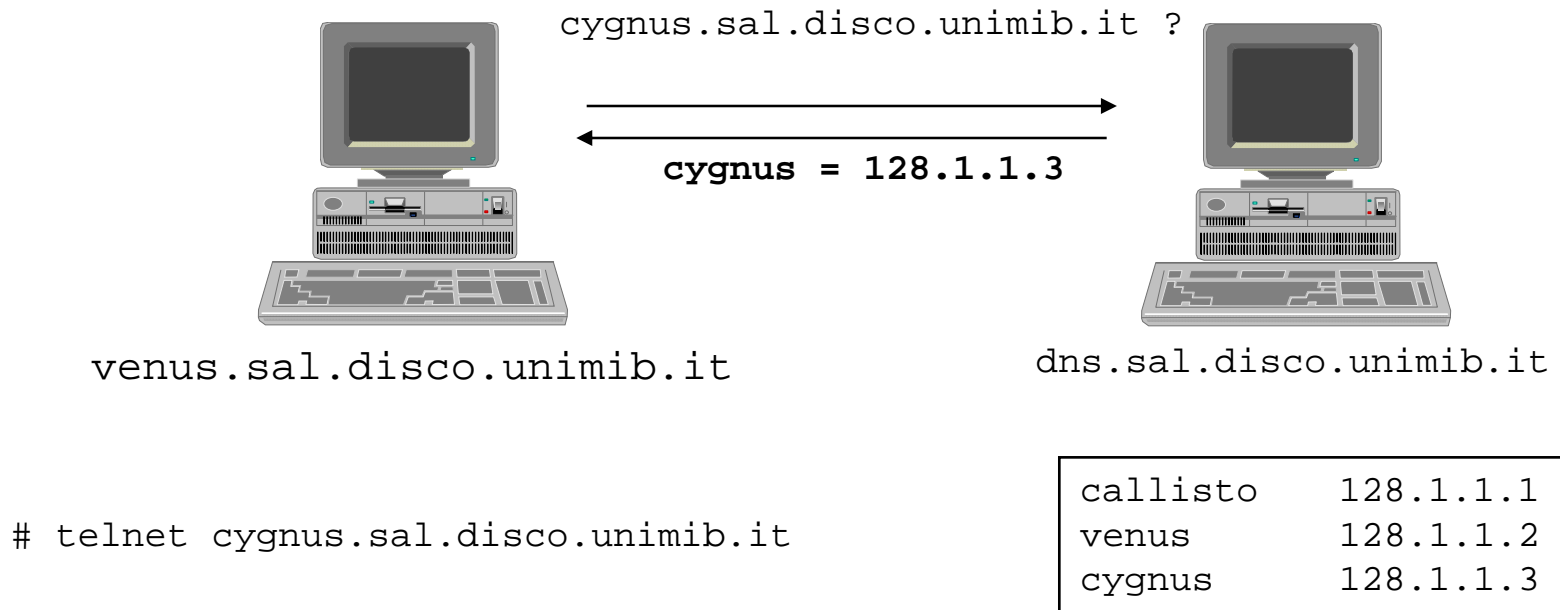 cygnus.sal.disco.unimib.it ?
cygnus = 128.1.1.3
venus.sal.disco.unimib.it
dns.sal.disco.unimib.it
# telnet cygnus.sal.disco.unimib.it
callisto 128.1.1.1
venus 128.1.1.2
cygnus 128.1.1.3